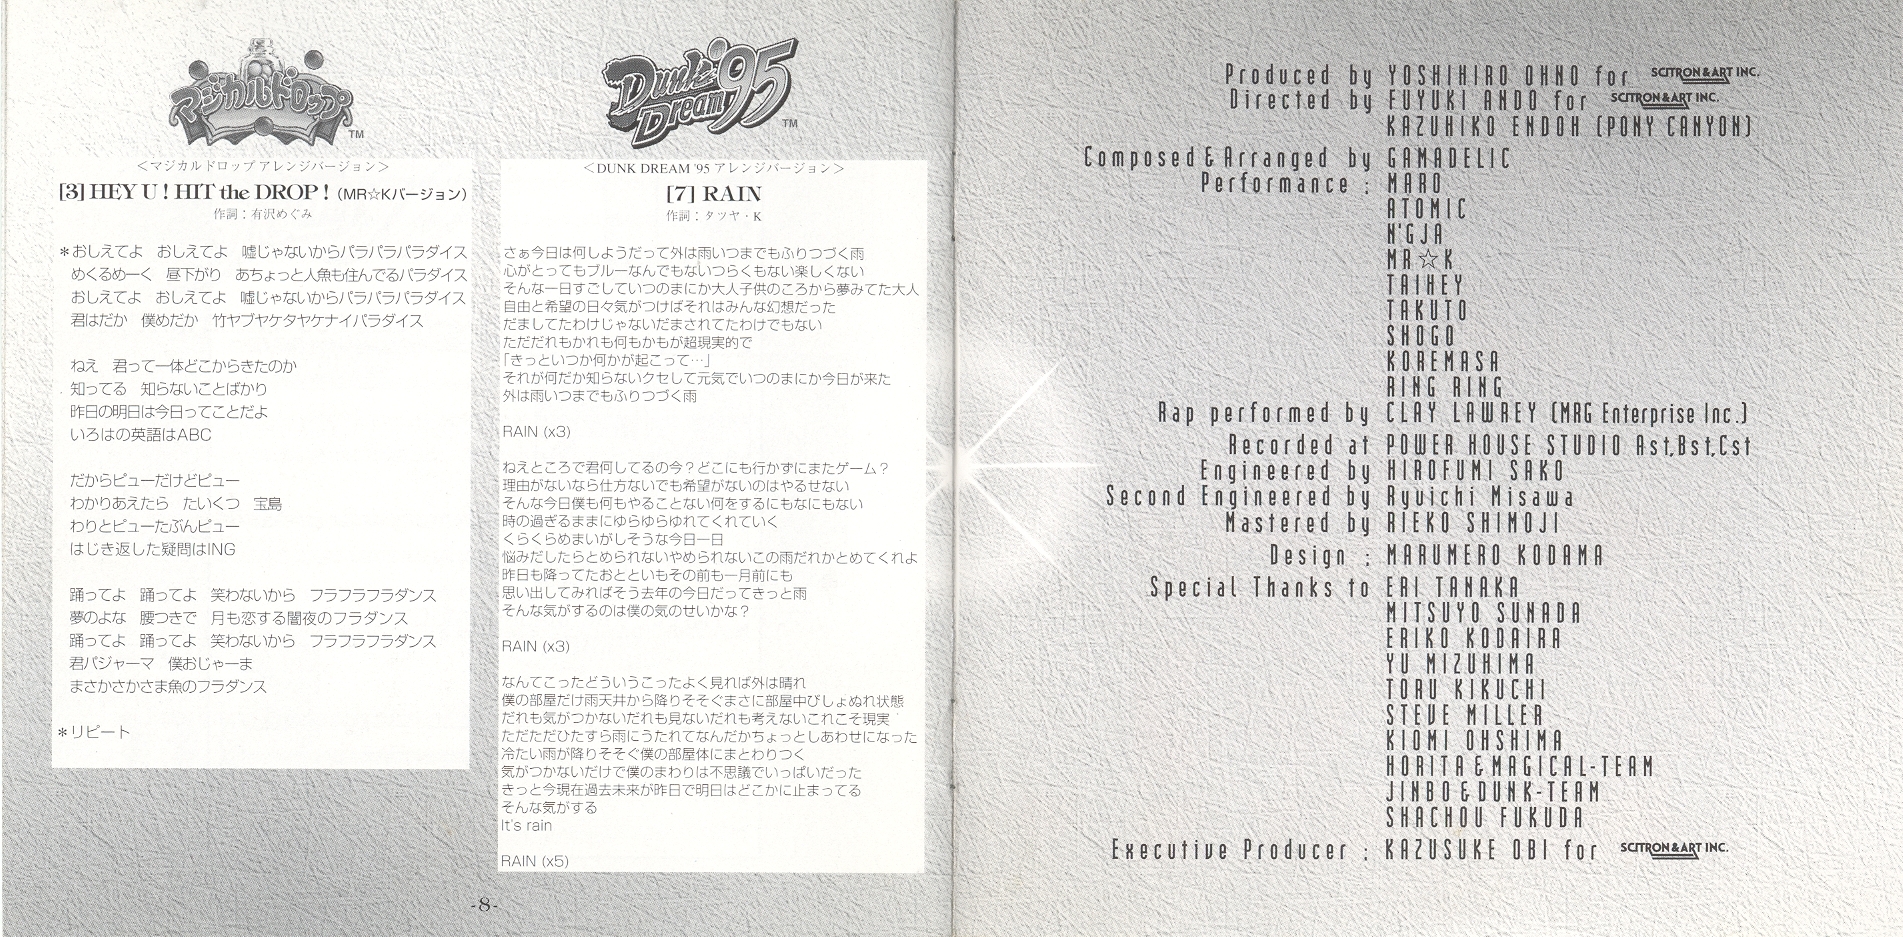 マジカルドロップ
TM
<マジカルドロップ アレンジバージョン>
[3] HEY U ! HIT the DROP ! (MR☆Kバージョン)
作詞：有沢めぐみ
＊おしえてよ　おしえてよ　嘘じゃないからパラパラパラダイス
めくるめーく　昼下がり　あちょっと人魚も住んでるパラダイス
おしえてよ　おしえてよ　嘘じゃないからパラパラパラダイス
君はだか　僕めだか　竹ヤブヤケタヤケナイパラダイス
ねえ　君って一体どこからきたのか
知ってる　知らないことばかり
昨日の明日は今日ってことだよ
いろはの英語はABC
だからピューだけどピュー
わかりあえたら　たいくつ　宝島
わりとピューたぶんピュー
はじき返した疑問はING
踊ってよ　踊ってよ　笑わないから　フラフラフラダンス
夢のよな　腰つきで　月も恋する闇夜のフラダンス
踊ってよ　踊ってよ　笑わないから　フラフラフラダンス
君パジャーマ　僕おじゃーま
まさかさかさま魚のフラダンス
＊リピート
Dunk Dream '95
TM
<DUNK DREAM '95 アレンジバージョン>
[7] RAIN
作詞：タツヤ・K
さぁ今日は何しようだって外は雨いつまでもふりつづく雨
心がとってもブルーなんでもないつらくもない楽しくない
そんな一日すごしていつのまにか大人子供のころから夢みてた大人
自由と希望の日々気がつけばそれはみんな幻想だった
だましてたわけじゃないだまされてたわけでもない
ただだれもかれも何もかもが超現実的で
「きっといつか何かが起こって…」
それが何だか知らないクセして元気でいつのまにか今日が来た
外は雨いつまでもふりつづく雨
RAIN (x3)
ねえところで君何してるの今？どこにも行かずにまたゲーム？
理由がないなら仕方ないでも希望がないのはやるせない
そんな今日僕も何もやることない何をするにもなにもない
時の過ぎるままにゆらゆらゆれてくれていく
くらくらめまいがしそうな今日一日
悩みだしたらとめられないやめられないこの雨だれかとめてくれよ
昨日も降ってたおとといもその前も一月前にも
思い出してみればそう去年の今日だってきっと雨
そんな気がするのは僕の気のせいかな？
RAIN (x3)
なんてこったどういうこったよく見れば外は晴れ
僕の部屋だけ雨天井から降りそそぐまさに部屋中びしょぬれ状態
だれも気がつかないだれも見ないだれも考えないこれこそ現実
ただただひたすら雨にうたれてなんだかちょっとしあわせになった
冷たい雨が降りそそぐ僕の部屋体にまとわりつく
気がつかないだけで僕のまわりは不思議でいっぱいだった
きっと今現在過去未来が昨日で明日はどこかに止まってる
そんな気がする
It's rain
RAIN (x5)
-8-
Produced by YOSHIHIRO OHNO for SCITRON & ART INC.
Directed by FUYUKI ANDO for SCITRON & ART INC.
KAZUHIKO ENDOH (PONY CANYON)
Composed & Arranged by GAMADELIC
Performance : MARO
ATOMIC
N'GJA
MR☆K
TAIHEY
TAKUTO
SHOGO
KOREMASA
RING RING
Rap performed by CLAY LAWREY (MRG Enterprise Inc.)
Recorded at POWER HOUSE STUDIO Ast,Bst,Cst
Engineered by HIROFUMI SAKO
Second Engineered by Ryuichi Misawa
Mastered by RIEKO SHIMOJI
Design : MARUMERO KODAMA
Special Thanks to ERI TANAKA
MITSUYO SUNADA
ERIKO KODAIRA
YU MIZUHIMA
TORU KIKUCHI
STEVE MILLER
KIOMI OHSHIMA
HORITA & MAGICAL-TEAM
JINBO & DUNK-TEAM
SHACHOU FUKUDA
Executive Producer : KAZUSUKE OBI for SCITRON & ART INC.